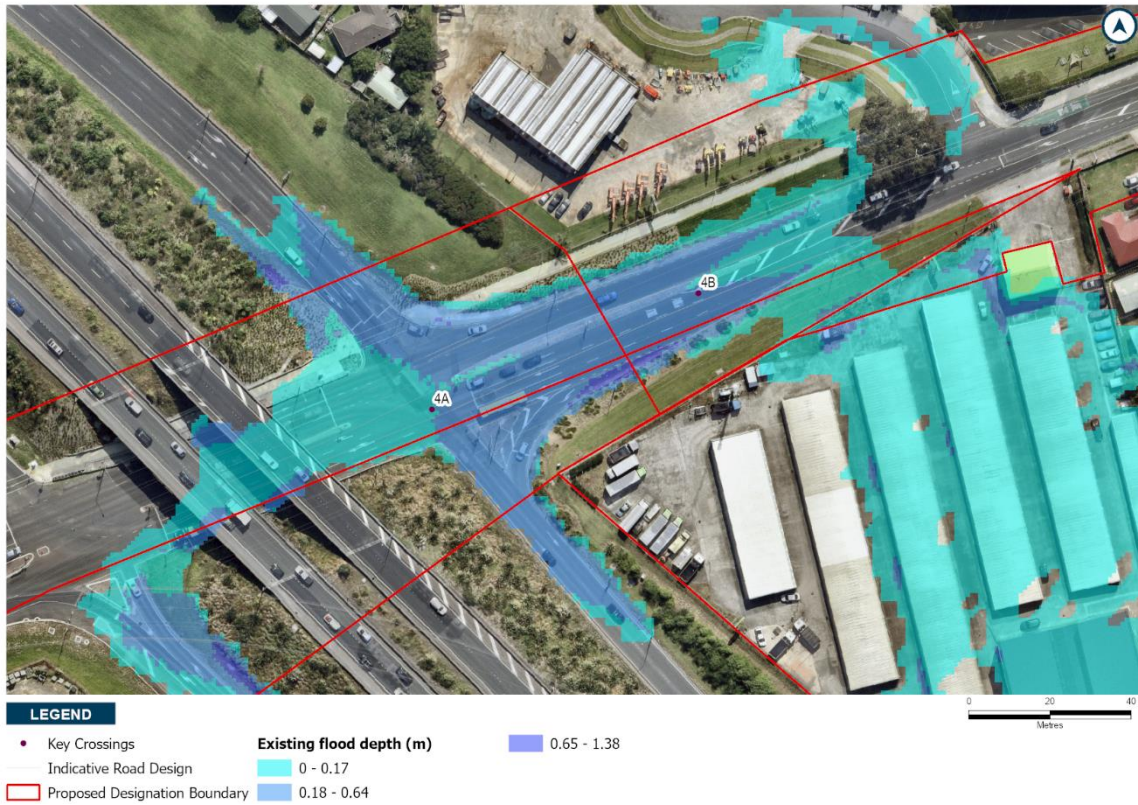 4B
4A
LEGEND
Key Crossings
Indicative Road Design
Proposed Designation Boundary
Existing flood depth (m)
0 - 0.17
0.18 - 0.64
0.65 - 1.38
0 20 40
Metres